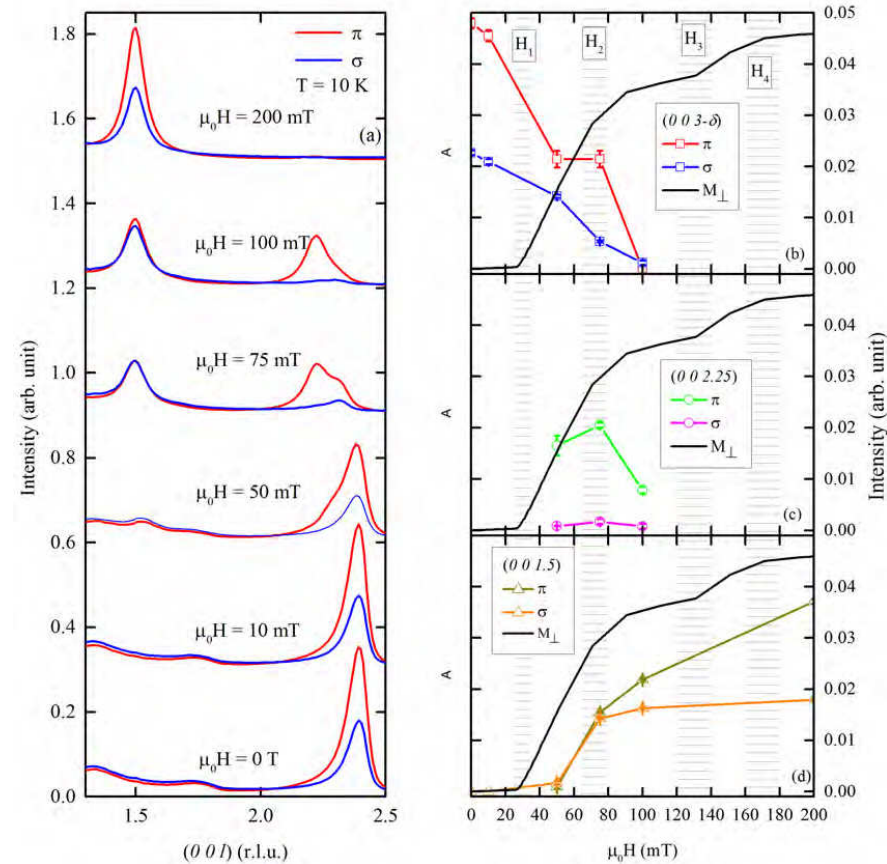 1.8
π
σ
T = 10 K
(a)
1.6
μ₀H = 200 mT
1.4
μ₀H = 100 mT
1.2
μ₀H = 75 mT
1.0
0.8
μ₀H = 50 mT
0.6
μ₀H = 10 mT
0.4
0.2
μ₀H = 0 T
0.0
1.5 2.0 2.5
(0 0 l) (r.l.u.)
Intensity (arb. unit)
H₁ H₂ H₃ H₄
(0 0 3-δ)
π
σ
M⊥
(b)
A
0.05
0.04
0.03
0.02
0.01
0.00
(0 0 2.25)
π
σ
M⊥
(c)
A
0.04
0.03
0.02
0.01
0.00
(0 0 1.5)
π
σ
M⊥
(d)
A
0.04
0.03
0.02
0.01
0.00
0 20 40 60 80 100 120 140 160 180 200
μ₀H (mT)
Intensity (arb. unit)